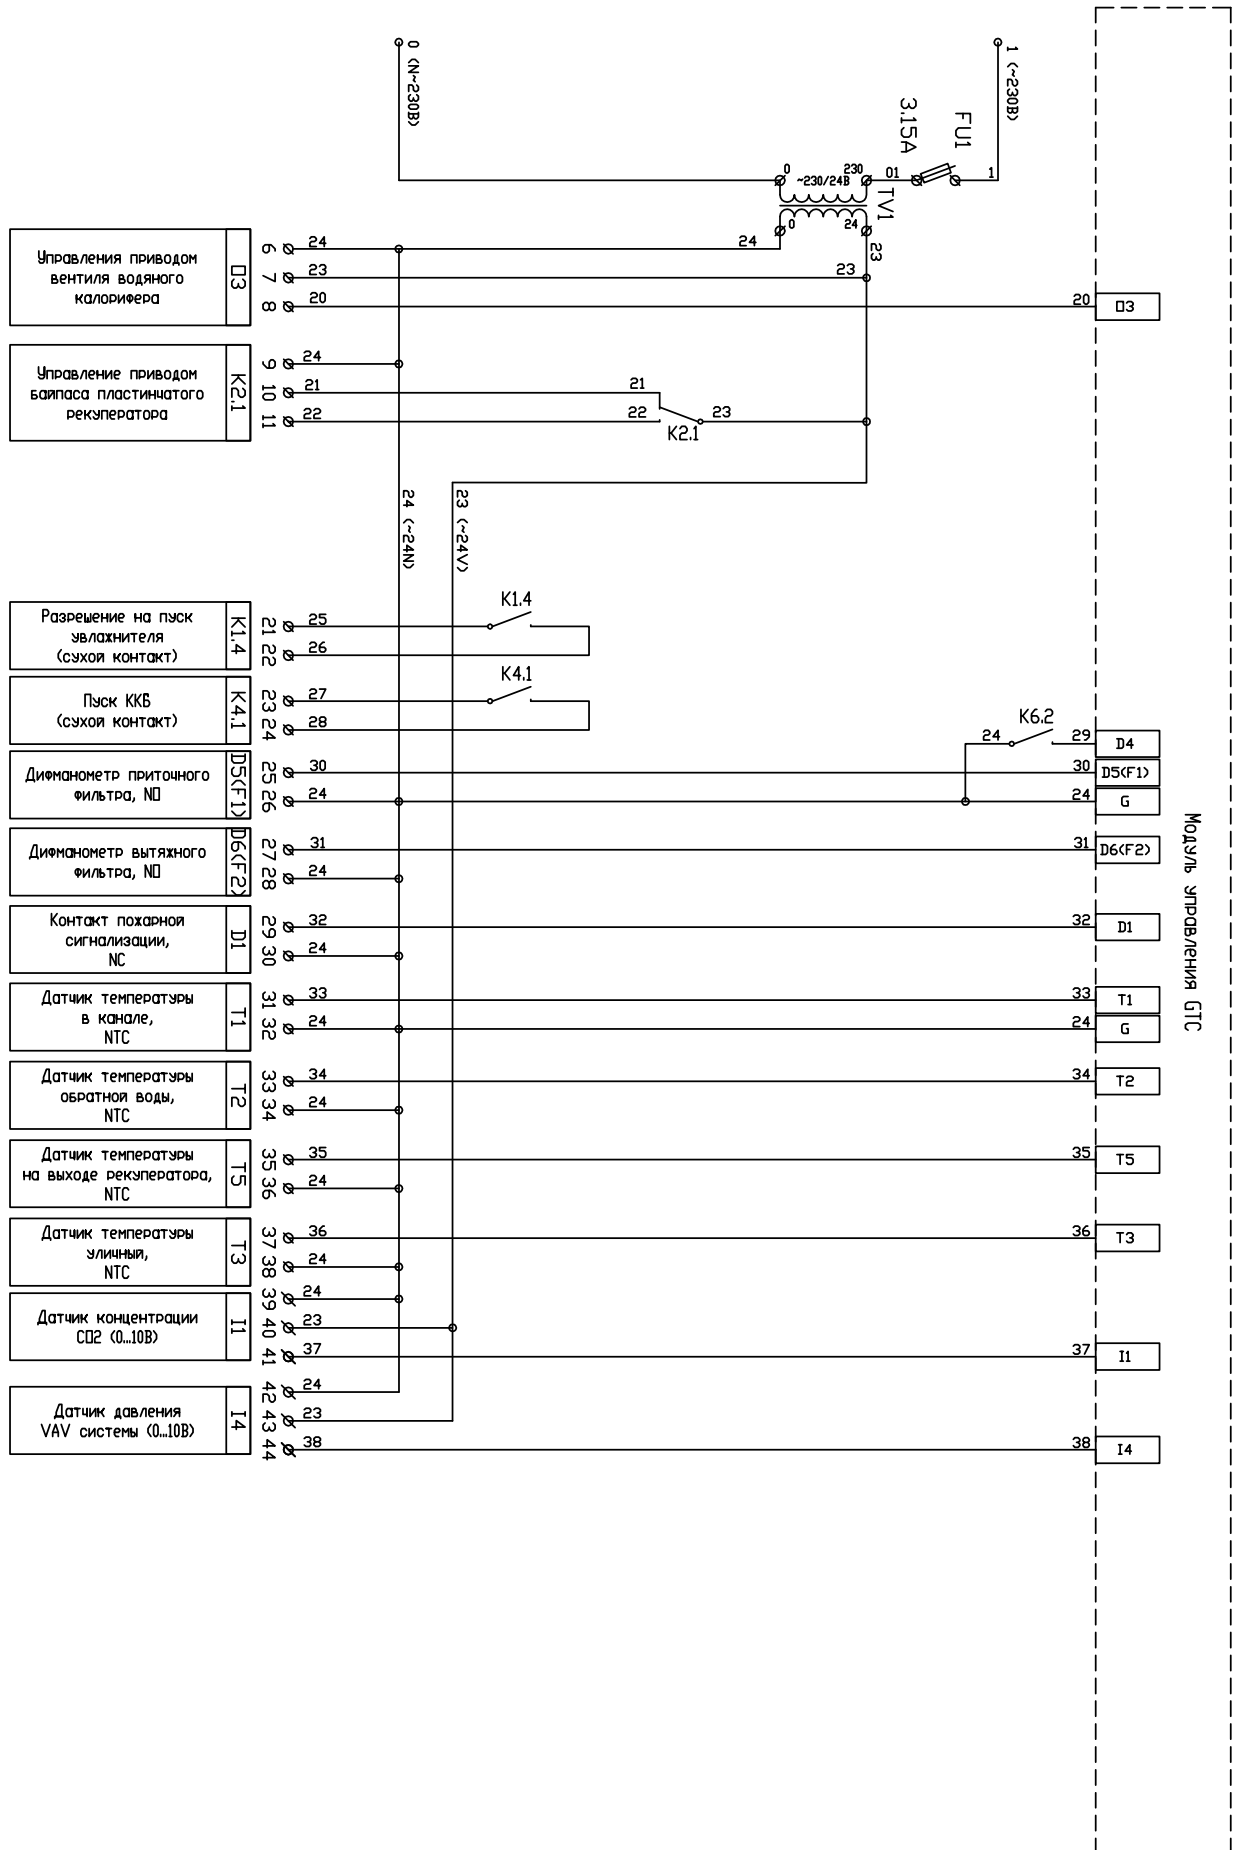 0 (N~230В)
1 (~230В)
FU1
3.15А
0
~230/24В
230
01
1
TV1
0
24
24
23
Управления приводом
вентиля водяного
калорифера
O3
6
24
7
23
23
8
20
20
O3
Управление приводом
байпаса пластинчатого
рекуператора
K2.1
9
24
10
21
21
11
22
22
23
K2.1
24 (~24N)
23 (~24V)
Разрешение на пуск
увлажнителя
(сухой контакт)
K1.4
21
25
22
26
K1.4
Пуск ККБ
(сухой контакт)
K4.1
23
27
24
28
K4.1
K6.2
24
29
D4
Дифманометр приточного
фильтра, NO
D5(F1)
25
30
30
D5(F1)
26
24
24
G
Дифманометр вытяжного
фильтра, NO
D6(F2)
27
31
31
D6(F2)
28
24
Модуль управления GTC
Контакт пожарной
сигнализации,
NC
D1
29
32
32
D1
30
24
Датчик температуры
в канале,
NTC
T1
31
33
33
T1
32
24
24
G
Датчик температуры
обратной воды,
NTC
T2
33
34
34
T2
34
24
Датчик температуры
на выходе рекуператора,
NTC
T5
35
35
35
T5
36
24
Датчик температуры
уличный,
NTC
T3
37
36
36
T3
38
24
Датчик концентрации
CO2 (0...10В)
I1
39
24
40
23
41
37
37
I1
Датчик давления
VAV системы (0...10В)
I4
42
24
43
23
44
38
38
I4